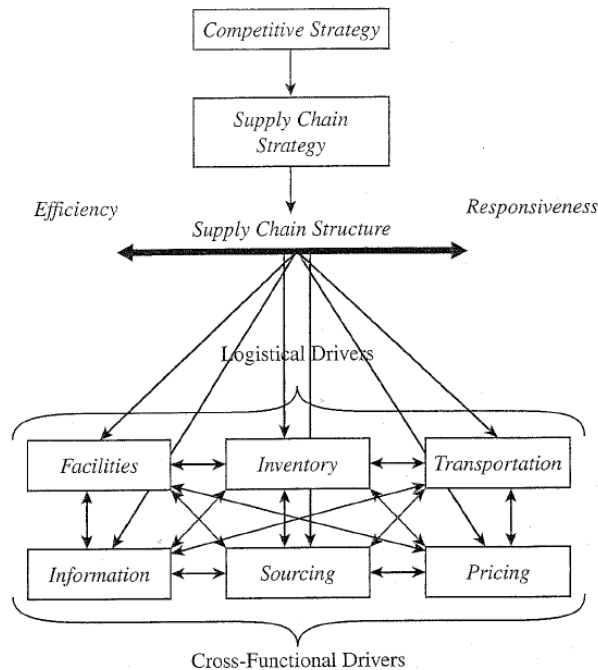 Competitive Strategy
Supply Chain
Strategy
Efficiency
Responsiveness
Supply Chain Structure
Logistical Drivers
Facilities
Inventory
Transportation
Information
Sourcing
Pricing
Cross-Functional Drivers